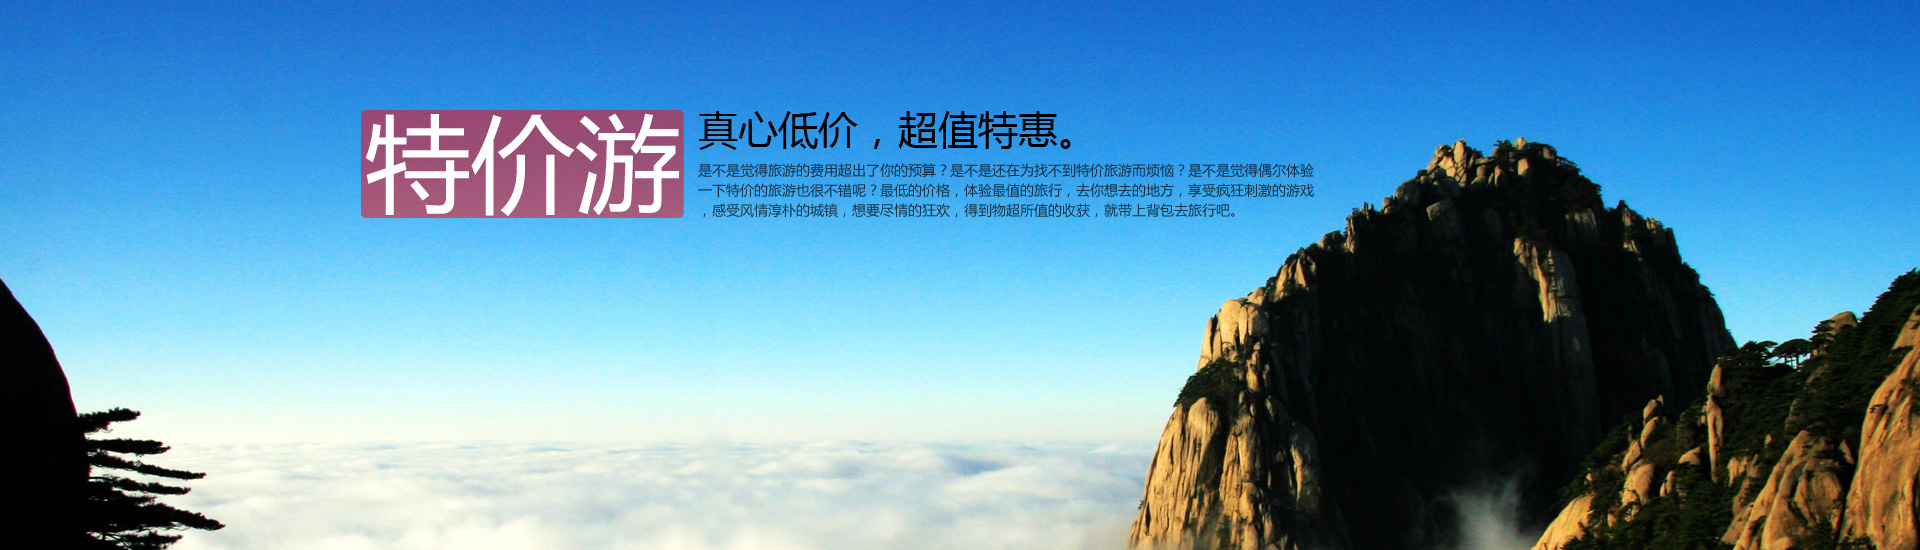 特价游
真心低价，超值特惠。
是不是觉得旅游的费用超出了你的预算？是不是还在为找不到特价旅游而烦恼？是不是觉得偶尔体验
一下特价的旅游也很不错呢？最低的价格，体验最值的旅行，去你想去的地方，享受疯狂刺激的游戏
，感受风情淳朴的城镇，想要尽情的狂欢，得到物超所值的收获，就带上背包去旅行吧。